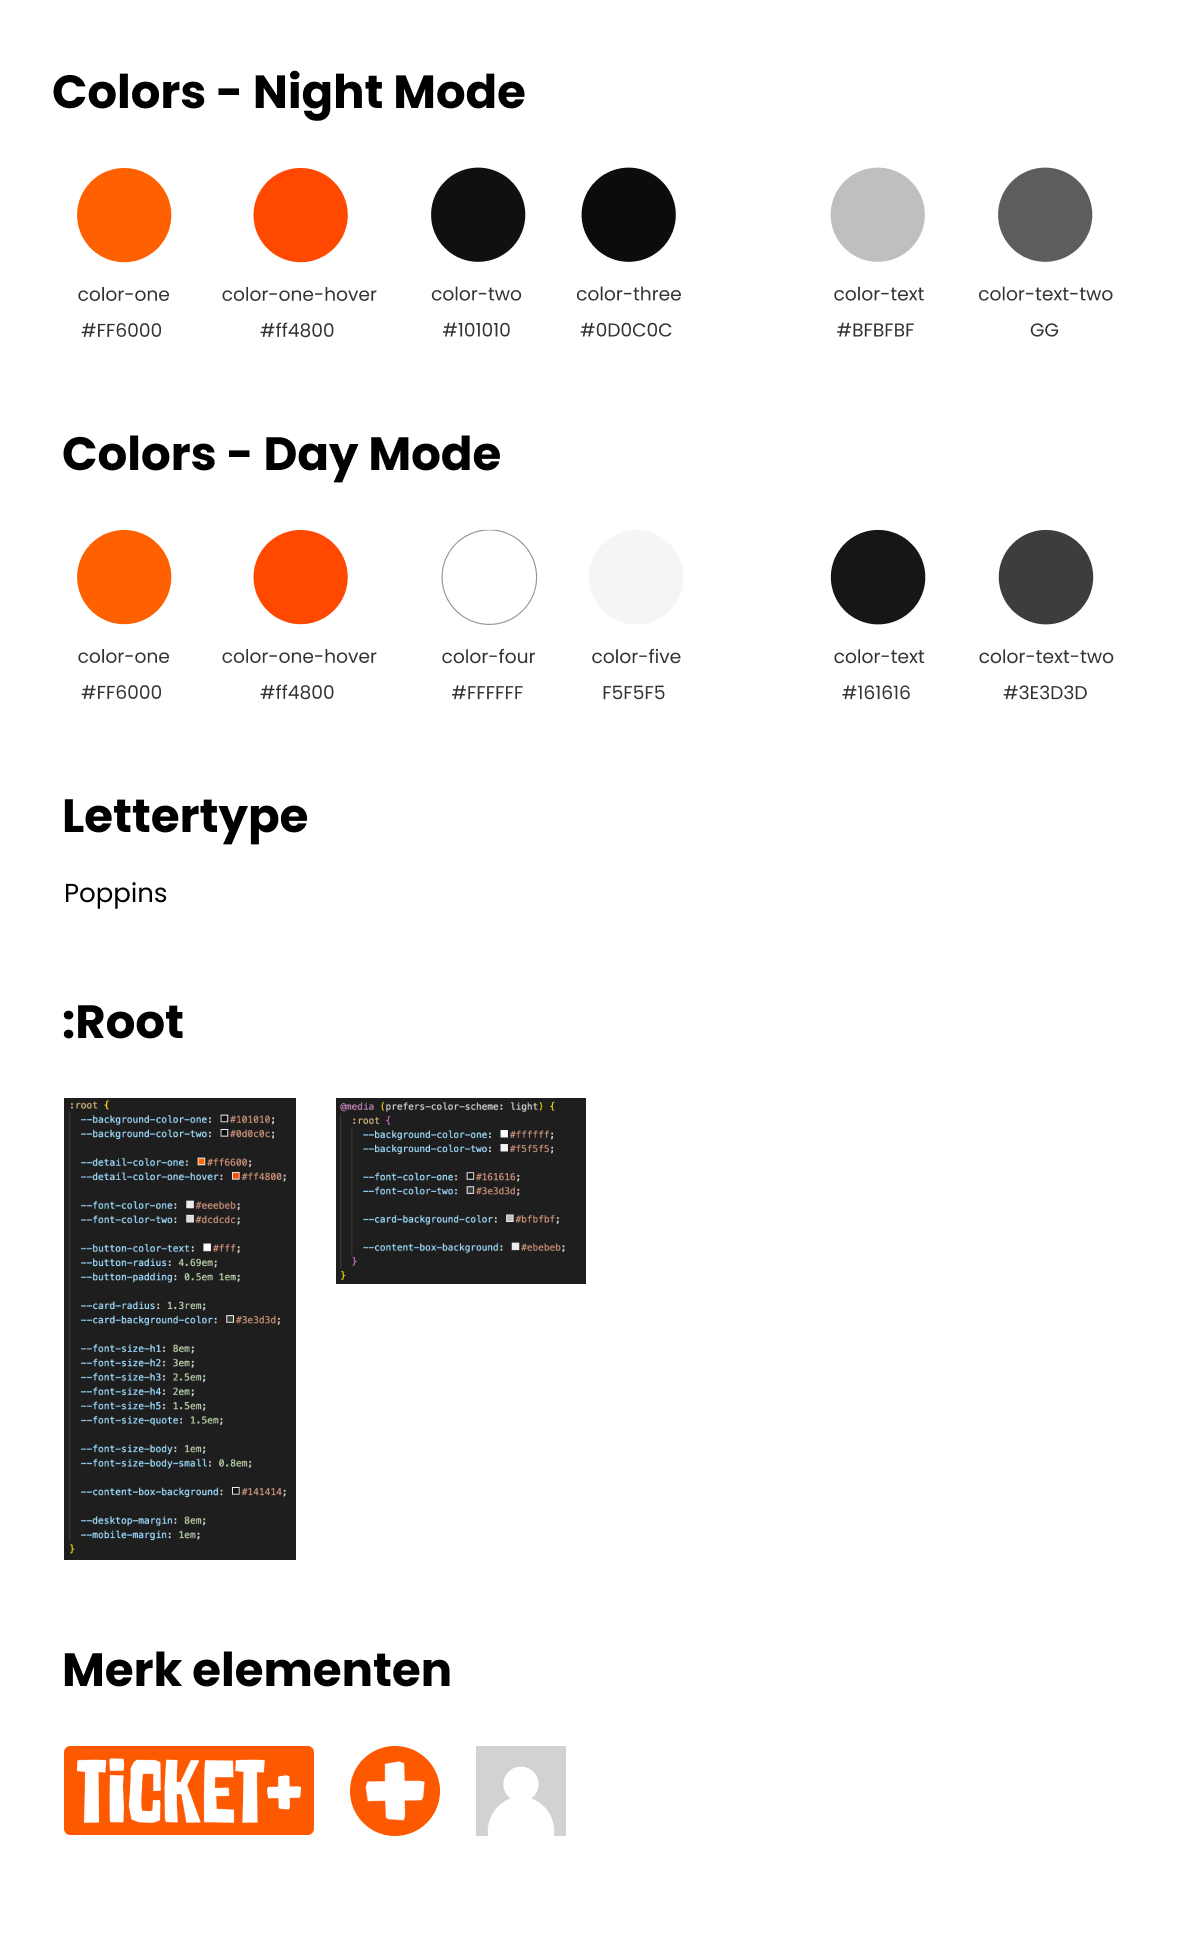 Colors - Night Mode
color-one color-one-hover color-two color-three color-text color-text-two
#FF6000 #ff4800 #101010 #0D0C0C #BFBFBF GG
Colors - Day Mode
color-one color-one-hover color-four color-five color-text color-text-two
#FF6000 #ff4800 #FFFFFF F5F5F5 #161616 #3E3D3D
Lettertype
Poppins
:Root
:root {
--background-color-one: #101010;
--background-color-two: #0d0c0c;
--detail-color-one: #ff6600;
--detail-color-one-hover: #ff4800;
--font-color-one: #eeebeb;
--font-color-two: #dcdcdc;
--button-color-text: #fff;
--button-radius: 4.69em;
--button-padding: 0.5em 1em;
--card-radius: 1.3rem;
--card-background-color: #3e3d3d;
--font-size-h1: 8em;
--font-size-h2: 3em;
--font-size-h3: 2.5em;
--font-size-h4: 2em;
--font-size-h5: 1.5em;
--font-size-quote: 1.5em;
--font-size-body: 1em;
--font-size-body-small: 0.8em;
--content-box-background: #141414;
--desktop-margin: 8em;
--mobile-margin: 1em;
}
@media (prefers-color-scheme: light) {
:root {
--background-color-one: #ffffff;
--background-color-two: #f5f5f5;
--font-color-one: #161616;
--font-color-two: #3e3d3d;
--card-background-color: #bfbfbf;
--content-box-background: #ebebeb;
}
}
Merk elementen
TiCKET+